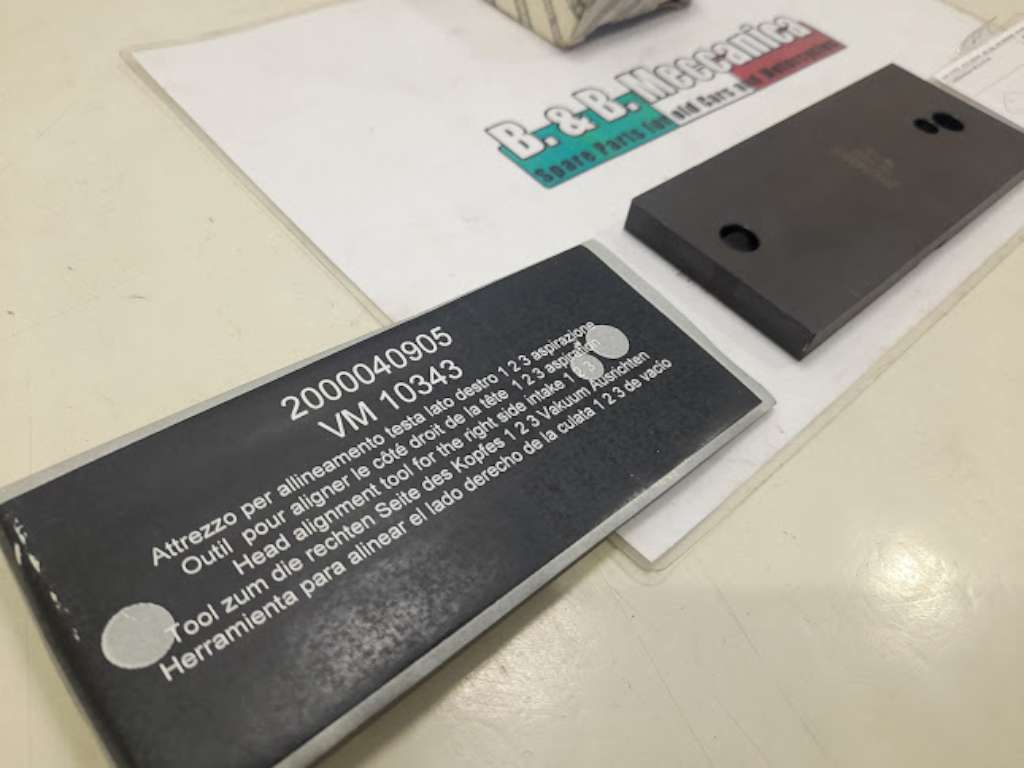 B. & B. Meccanica
Spare Parts for old Cars and Motorcycles
2000040905
VM 10343
Attrezzo per allineamento testa lato destro 1 2 3 aspirazione
Outil pour aligner le côté droit de la tête 1 2 3 aspiration
Head alignment tool for the right side intake 1 2 3
Tool zum die rechten Seite des Kopfes 1 2 3 Vakuum Ausrichten
Herramienta para alinear el lado derecho de la culata 1 2 3 de vacio